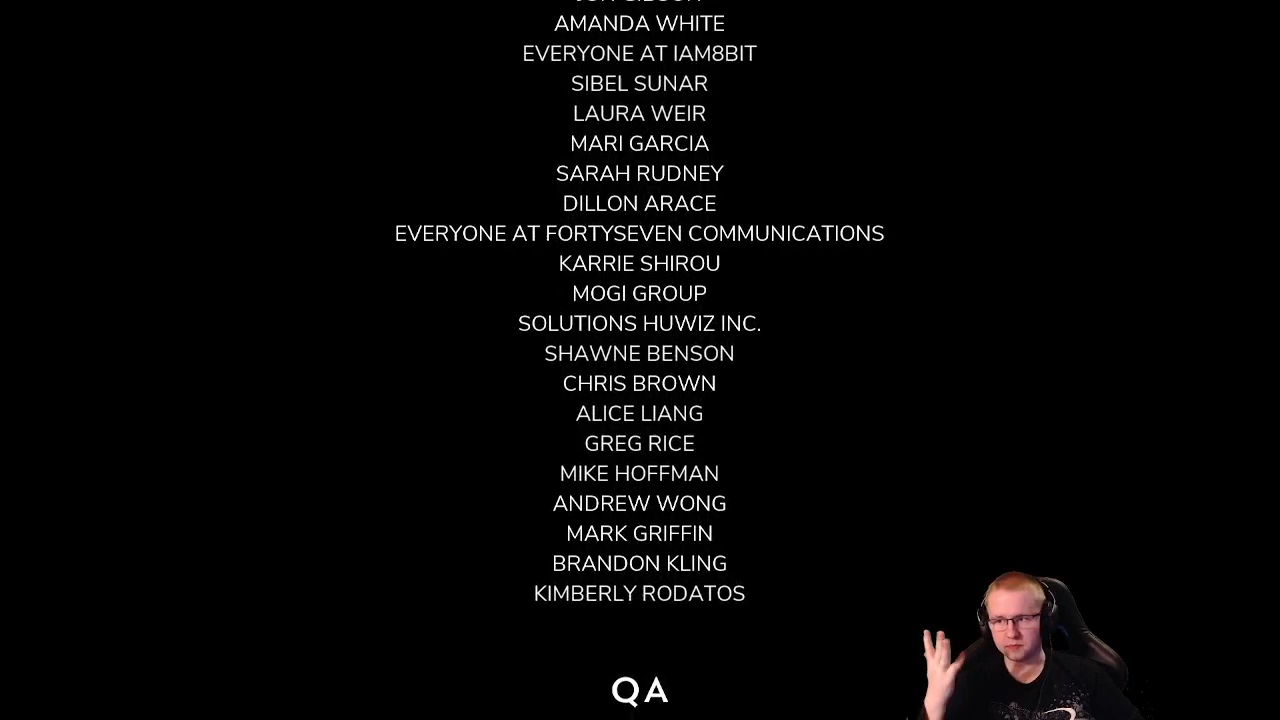 AMANDA WHITE
EVERYONE AT IAM8BIT
SIBEL SUNAR
LAURA WEIR
MARI GARCIA
SARAH RUDNEY
DILLON ARACE
EVERYONE AT FORTYSEVEN COMMUNICATIONS
KARRIE SHIROU
MOGI GROUP
SOLUTIONS HUWIZ INC.
SHAWNE BENSON
CHRIS BROWN
ALICE LIANG
GREG RICE
MIKE HOFFMAN
ANDREW WONG
MARK GRIFFIN
BRANDON KLING
KIMBERLY RODATOS
QA